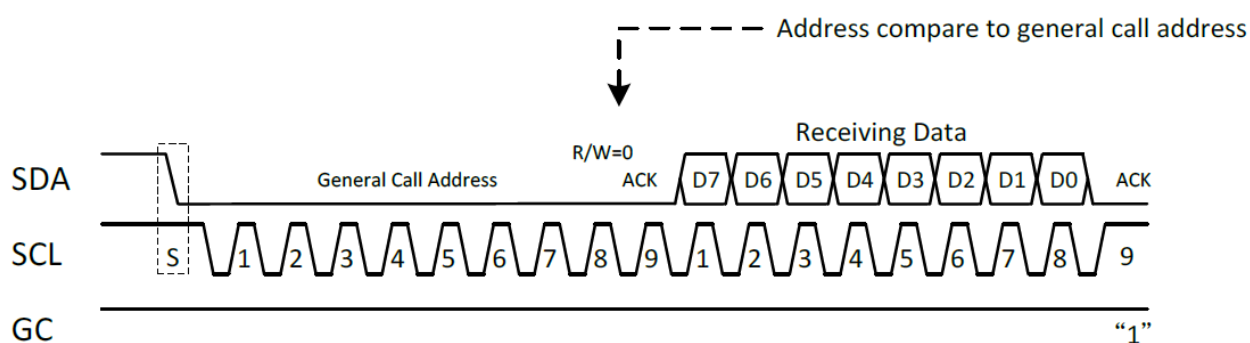 Address compare to general call address
Receiving Data
R/W=0
SDA General Call Address ACK D7 D6 D5 D4 D3 D2 D1 D0 ACK
SCL S 1 2 3 4 5 6 7 8 9 1 2 3 4 5 6 7 8 9
GC "1"